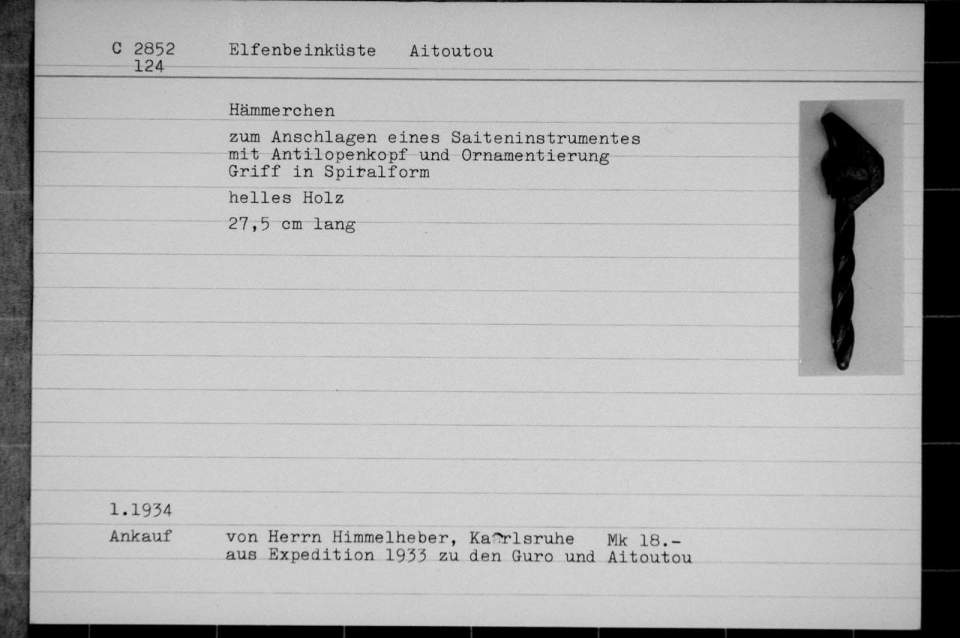 C 2852 Elfenbeinküste Aitoutou
124
Hämmerchen
zum Anschlagen eines Saiteninstrumentes
mit Antilopenkopf und Ornamentierung
Griff in Spiralform
helles Holz
27,5 cm lang
1.1934
Ankauf von Herrn Himmelheber, Karlsruhe Mk 18.-
aus Expedition 1933 zu den Guro und Aitoutou